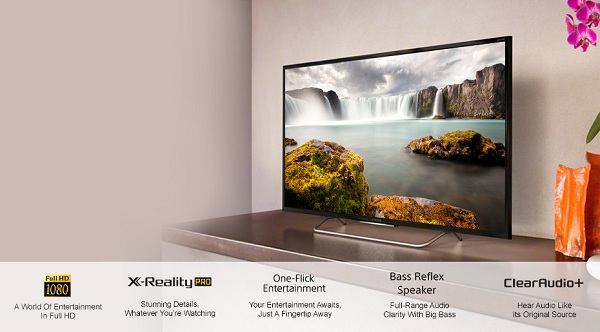 Full HD
1080
A World Of Entertainment
In Full HD
X-Reality PRO
Stunning Details,
Whatever You're Watching
One-Flick
Entertainment
Your Entertainment Awaits,
Just A Fingertip Away
Bass Reflex
Speaker
Full-Range Audio
Clarity With Big Bass
ClearAudio+
Hear Audio Like
Its Original Source